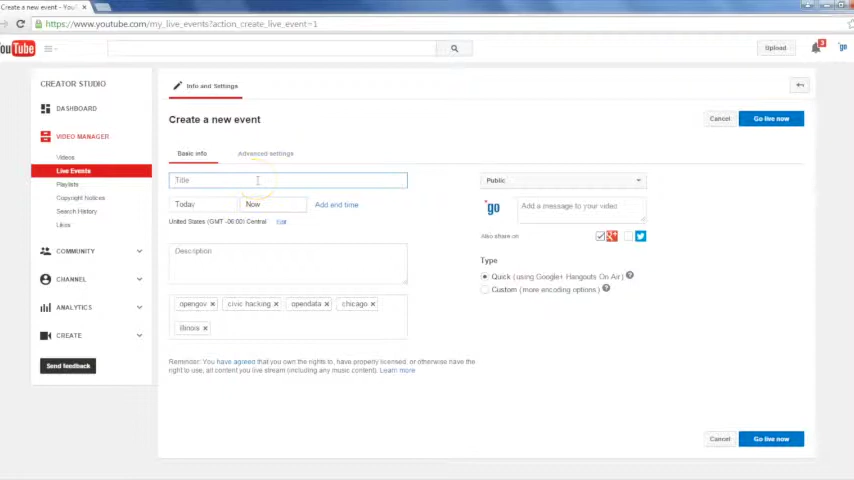 Create a new event - You
https://www.youtube.com/my_live_events?action_create_live_event=1
YouTube
Upload
3
go
CREATOR STUDIO
DASHBOARD
VIDEO MANAGER
Videos
Live Events
Playlists
Copyright Notices
Search History
Likes
COMMUNITY
CHANNEL
ANALYTICS
CREATE
Send feedback
Info and Settings
Create a new event
Cancel
Go live now
Basic info
Advanced settings
Title
Today
Now
Add end time
United States (GMT -06:00) Central
Edit
Description
opengov ×
civic hacking ×
opendata ×
chicago ×
illinois ×
Reminder: You have agreed that you own the rights to, have properly licensed, or otherwise have the
right to use, all content you live stream (including any music content). Learn more
Public
go
Add a message to your video
Also share on
g+
Type
Quick (using Google+ Hangouts On Air) ?
Custom (more encoding options) ?
Cancel
Go live now